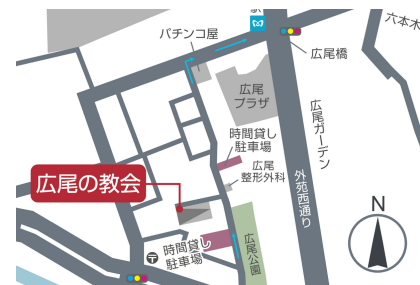 駅
六本木
パチンコ屋
広尾橋
広尾
プラザ
広尾ガーデン
時間貸し
駐車場
広尾
整形外科
外苑西通り
広尾の教会
N
時間貸し
駐車場
広尾公園
〒